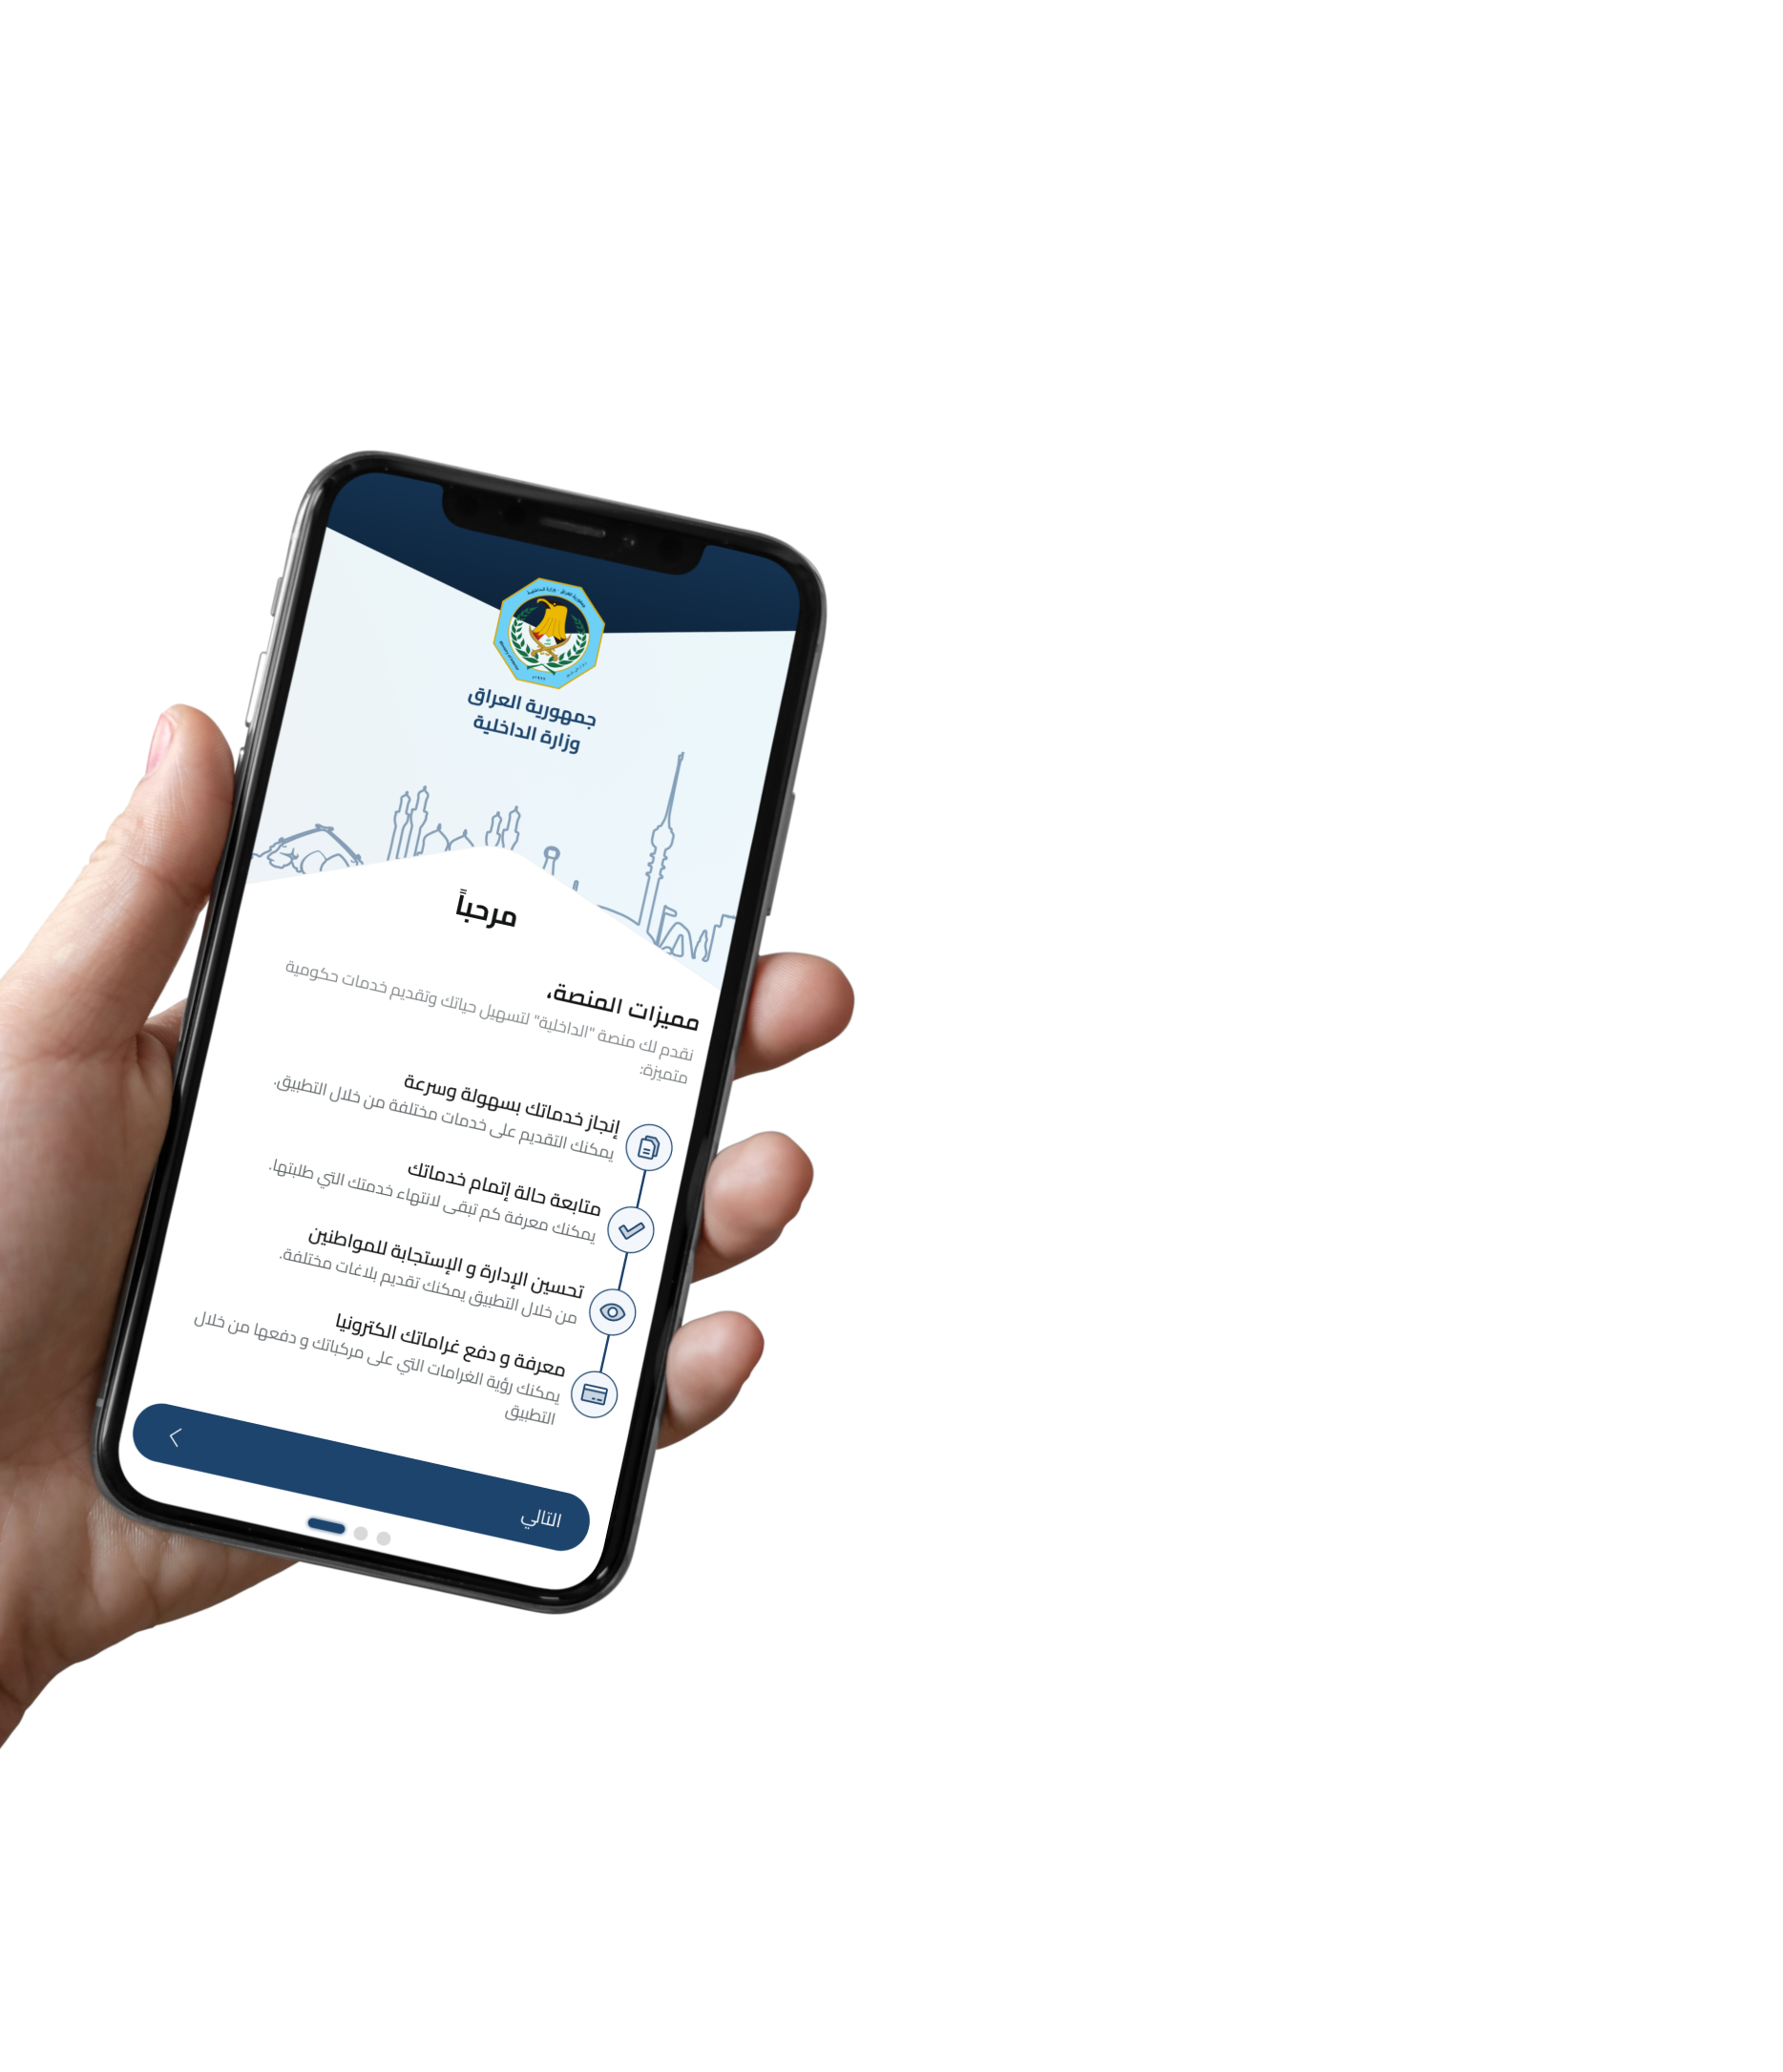 جمهورية العراق
وزارة الداخلية
مرحباً
مميزات المنصة،
نقدم لك منصة "الداخلية" لتسهيل حياتك وتقديم خدمات حكومية
متميزة:
إنجاز خدماتك بسهولة وسرعة
يمكنك التقديم على خدمات مختلفة من خلال التطبيق.
متابعة حالة إتمام خدماتك
يمكنك معرفة كم تبقى لانتهاء خدمتك التي طلبتها.
تحسين الإدارة و الإستجابة للمواطنين
من خلال التطبيق يمكنك تقديم بلاغات مختلفة.
معرفة و دفع غراماتك الكترونيا
يمكنك رؤية الغرامات التي على مركباتك و دفعها من خلال
التطبيق
التالي